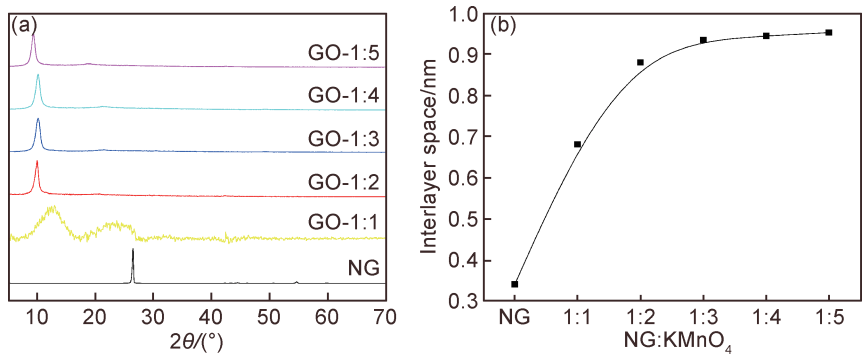 (a)
GO-1:5
GO-1:4
GO-1:3
GO-1:2
GO-1:1
NG
10 20 30 40 50 60 70
2θ/(°)
(b)
1.0
0.9
0.8
0.7
0.6
0.5
0.4
0.3
Interlayer space/nm
NG 1:1 1:2 1:3 1:4 1:5
NG:KMnO₄